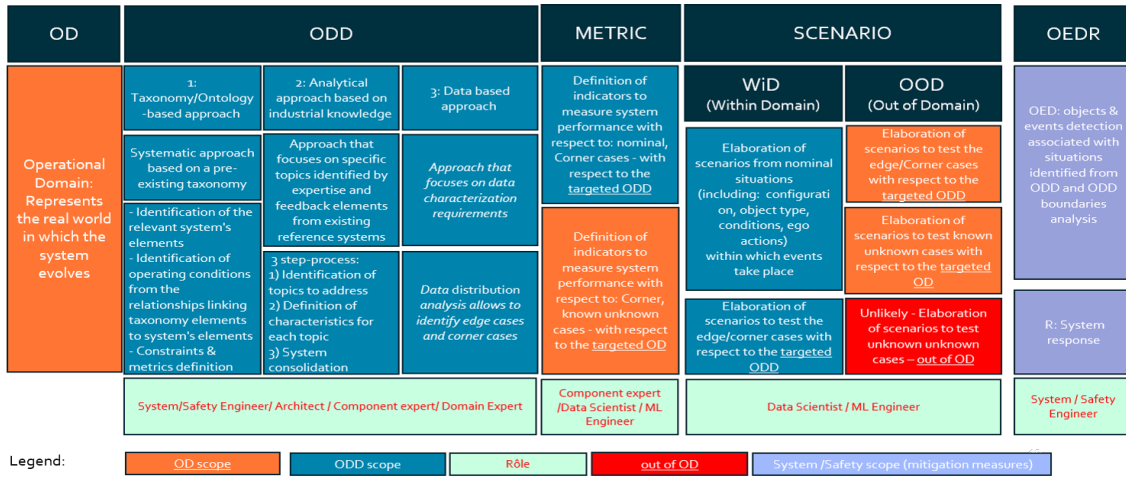 OD
ODD
METRIC
SCENARIO
OEDR
Operational
Domain:
Represents
the real world
in which the
system
evolves
1:
Taxonomy/Ontology
-based approach
2: Analytical
approach based on
industrial knowledge
3: Data based
approach
Systematic approach
based on a pre-
existing taxonomy
Approach that
focuses on specific
topics identified by
expertise and
feedback elements
from existing
reference systems
Approach that
focuses on data
characterization
requirements
- Identification of the
relevant system's
elements
- Identification of
operating conditions
from the
relationships linking
taxonomy elements
to system's elements
- Constraints &
metrics definition
3 step-process:
1) Identification of
topics to address
2) Definition of
characteristics for
each topic
3) System
consolidation
Data distribution
analysis allows to
identify edge cases
and corner cases
Definition of
indicators to
measure system
performance with
respect to: nominal,
Corner cases - with
respect to the
targeted ODD
Definition of
indicators to
measure system
performance with
respect to: Corner,
known unknown
cases - with respect
to the targeted OD
WiD
(Within Domain)
OOD
(Out of Domain)
Elaboration of
scenarios from nominal
situations
(including: configurati
on, object type,
conditions, ego
actions)
within which events
take place
Elaboration of
scenarios to test the
edge/corner cases with
respect to the targeted
ODD
Elaboration of
scenarios to test the
edge/Corner cases
with respect to the
targeted ODD
Elaboration of
scenarios to test known
unknown cases with
respect to the targeted
OD
Unlikely - Elaboration
of scenarios to test
unknown unknown
cases – out of OD
OED: objects &
events detection
associated with
situations
identified from
ODD and ODD
boundaries
analysis
R: System
response
System/Safety Engineer/ Architect / Component expert/ Domain Expert
Component expert
/Data Scientist / ML
Engineer
Data Scientist / ML Engineer
System / Safety
Engineer
Legend:
OD scope
ODD scope
Rôle
out of OD
System /Safety scope (mitigation measures)